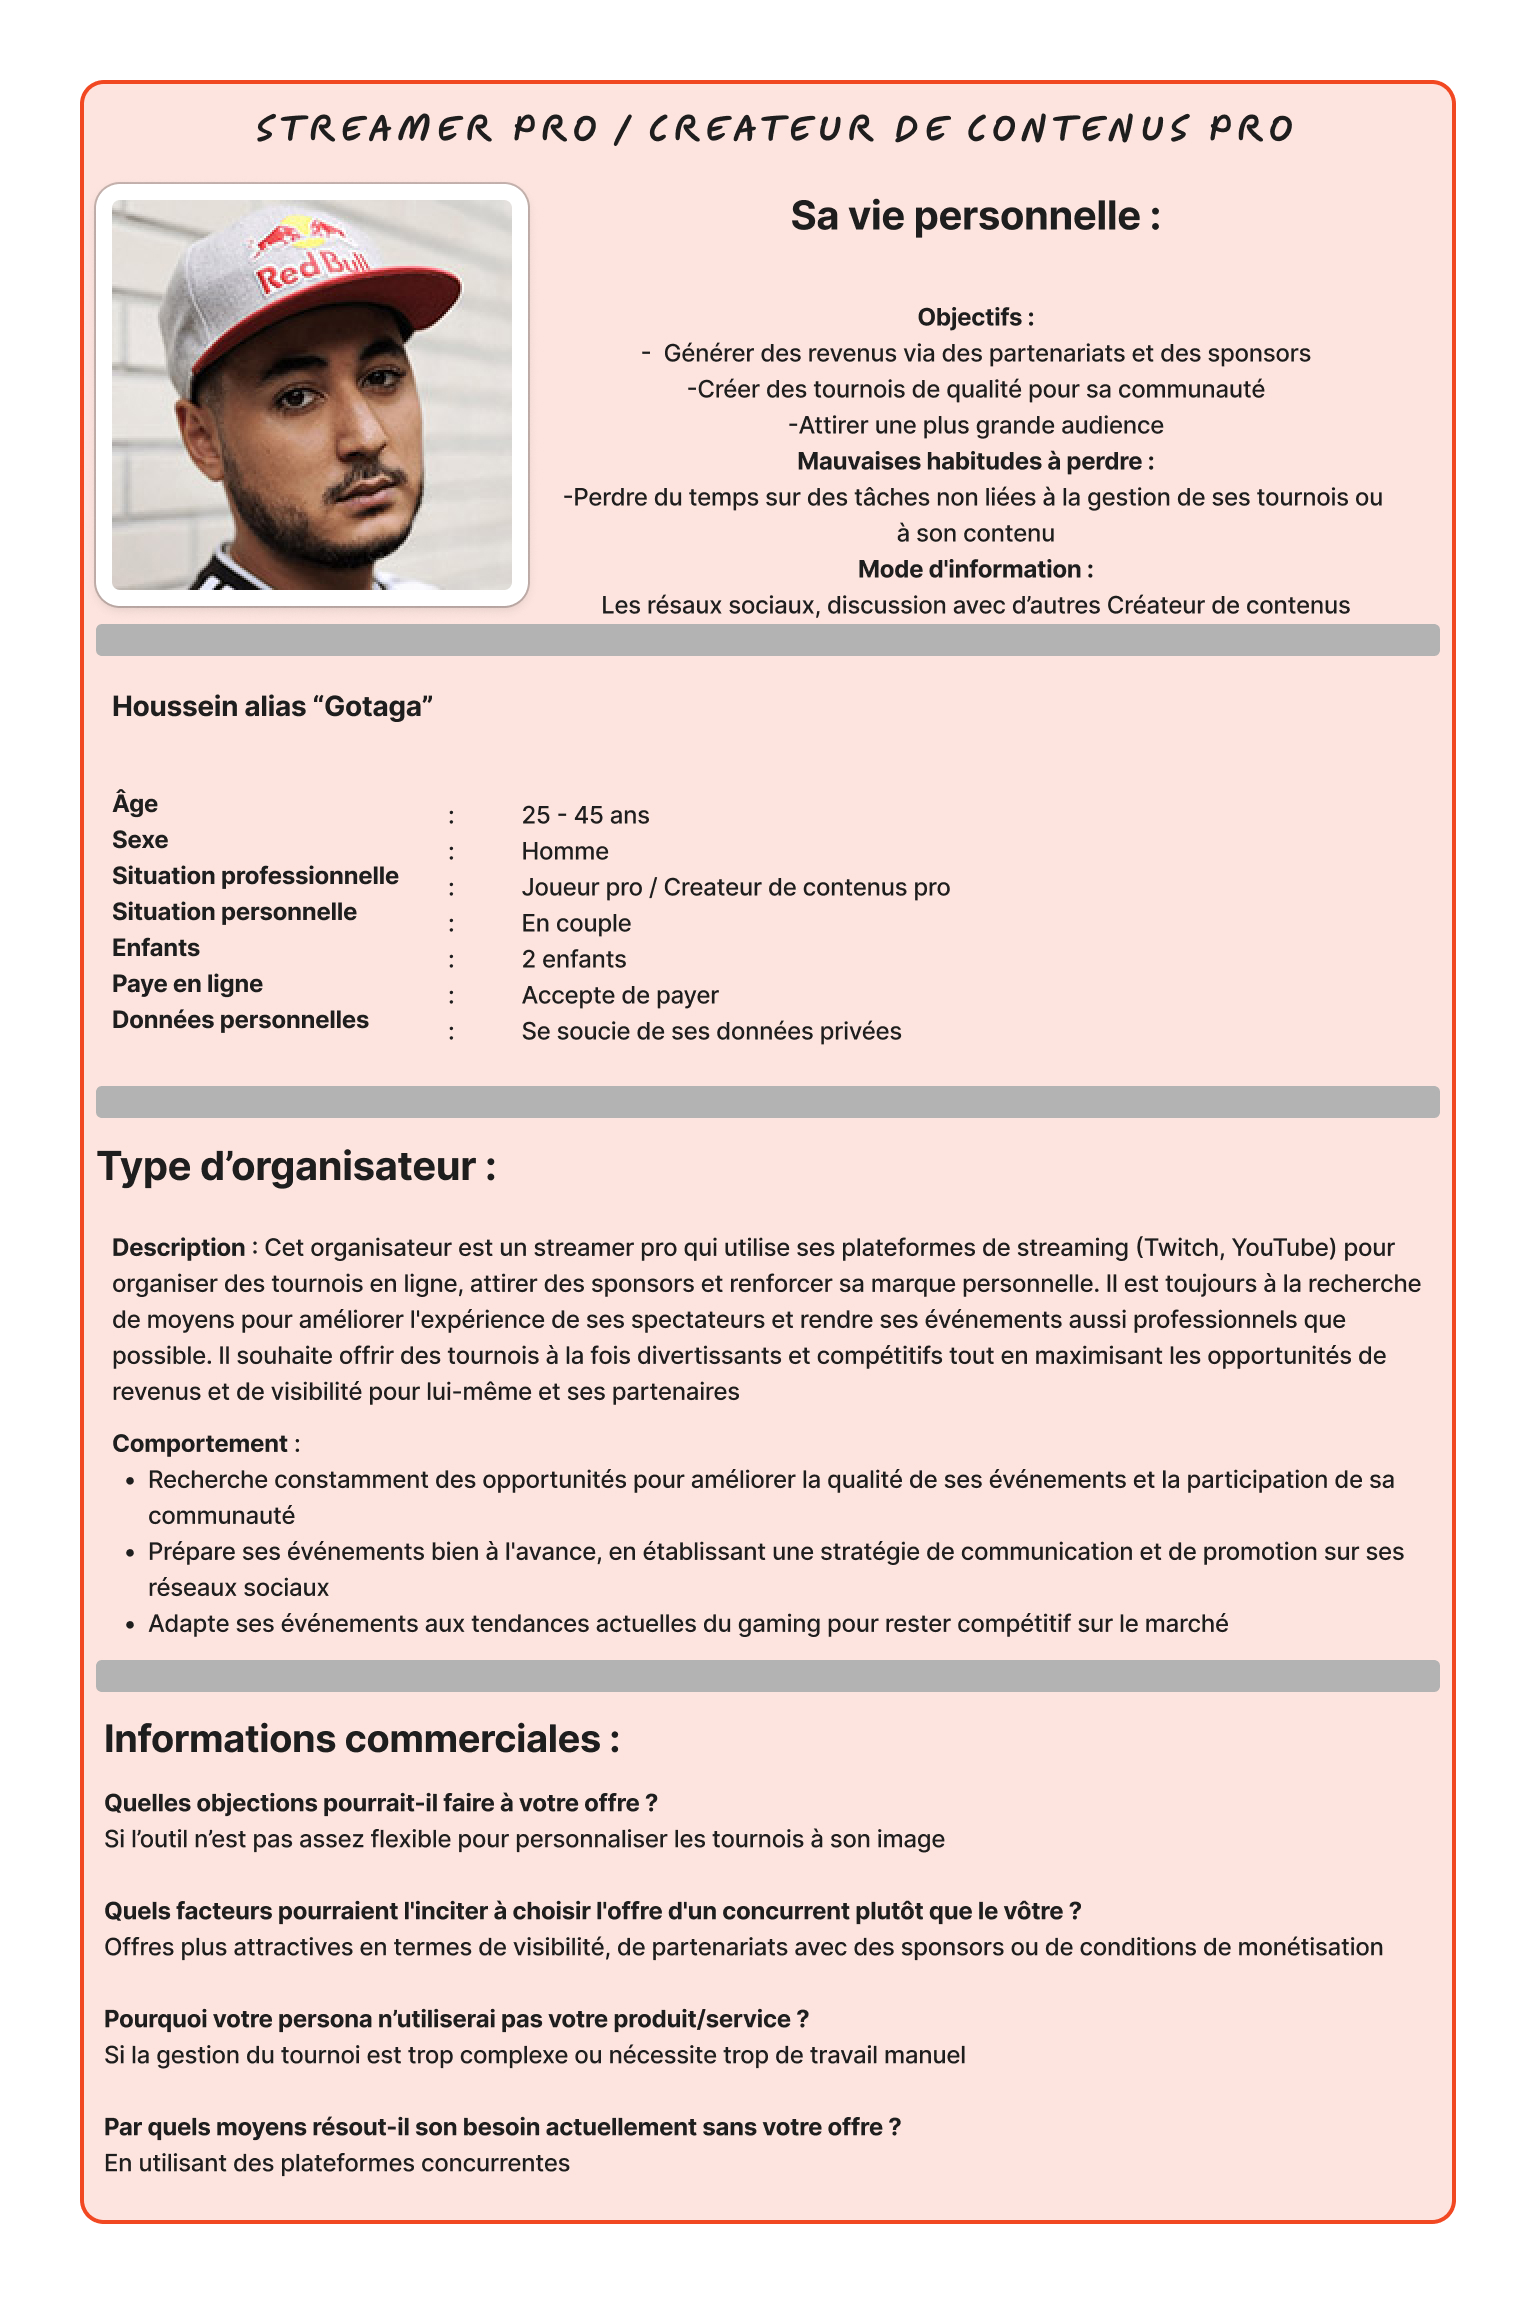 STREAMER PRO / CREATEUR DE CONTENUS PRO
Red Bull
Sa vie personnelle :
Objectifs :
- Générer des revenus via des partenariats et des sponsors
-Créer des tournois de qualité pour sa communauté
-Attirer une plus grande audience
Mauvaises habitudes à perdre :
-Perdre du temps sur des tâches non liées à la gestion de ses tournois ou
à son contenu
Mode d'information :
Les résaux sociaux, discussion avec d’autres Créateur de contenus
Houssein alias “Gotaga”
Âge : 25 - 45 ans
Sexe : Homme
Situation professionnelle : Joueur pro / Createur de contenus pro
Situation personnelle : En couple
Enfants : 2 enfants
Paye en ligne : Accepte de payer
Données personnelles : Se soucie de ses données privées
Type d’organisateur :
Description : Cet organisateur est un streamer pro qui utilise ses plateformes de streaming (Twitch, YouTube) pour
organiser des tournois en ligne, attirer des sponsors et renforcer sa marque personnelle. Il est toujours à la recherche
de moyens pour améliorer l'expérience de ses spectateurs et rendre ses événements aussi professionnels que
possible. Il souhaite offrir des tournois à la fois divertissants et compétitifs tout en maximisant les opportunités de
revenus et de visibilité pour lui-même et ses partenaires
Comportement :
• Recherche constamment des opportunités pour améliorer la qualité de ses événements et la participation de sa
communauté
• Prépare ses événements bien à l'avance, en établissant une stratégie de communication et de promotion sur ses
réseaux sociaux
• Adapte ses événements aux tendances actuelles du gaming pour rester compétitif sur le marché
Informations commerciales :
Quelles objections pourrait-il faire à votre offre ?
Si l’outil n’est pas assez flexible pour personnaliser les tournois à son image
Quels facteurs pourraient l'inciter à choisir l'offre d'un concurrent plutôt que le vôtre ?
Offres plus attractives en termes de visibilité, de partenariats avec des sponsors ou de conditions de monétisation
Pourquoi votre persona n’utiliserai pas votre produit/service ?
Si la gestion du tournoi est trop complexe ou nécessite trop de travail manuel
Par quels moyens résout-il son besoin actuellement sans votre offre ?
En utilisant des plateformes concurrentes